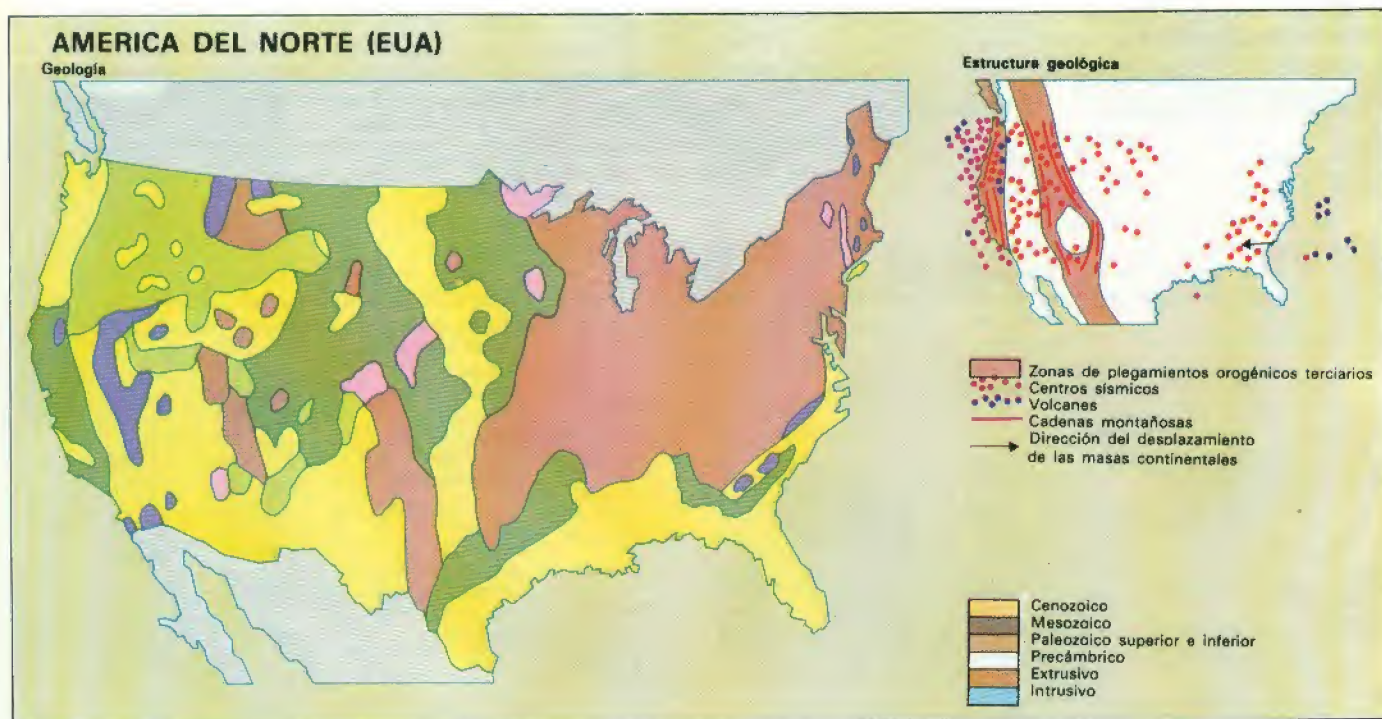 AMERICA DEL NORTE (EUA)
Geología
Estructura geológica
Zonas de plegamientos orogénicos terciarios
Centros sísmicos
Volcanes
Cadenas montañosas
Dirección del desplazamiento
de las masas continentales
Cenozoico
Mesozoico
Paleozoico superior e inferior
Precámbrico
Extrusivo
Intrusivo